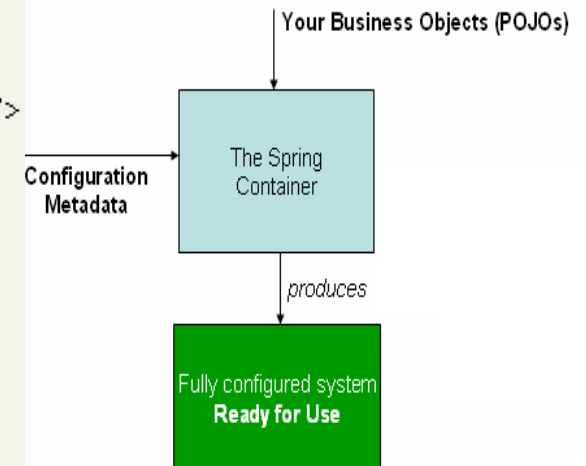 Your Business Objects (POJOs)
">
The Spring
Container
Configuration
Metadata
produces
Fully configured system
Ready for Use